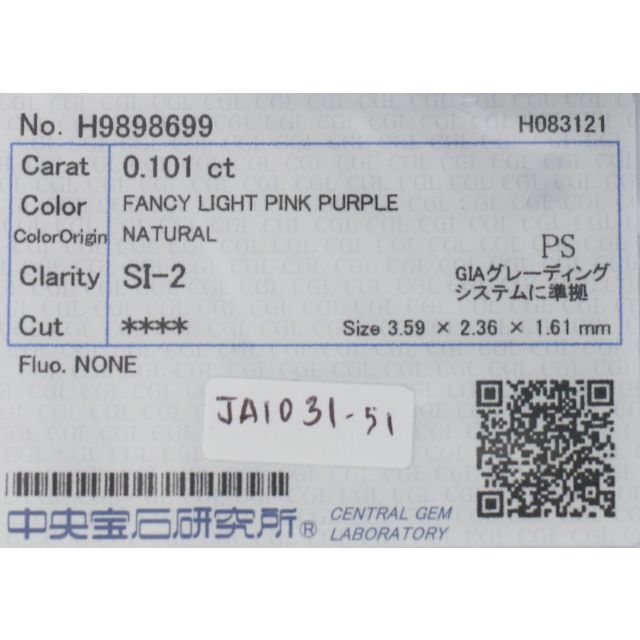 No. H9898699 H083121
Carat 0.101 ct
Color FANCY LIGHT PINK PURPLE
ColorOrigin NATURAL
PS
Clarity SI-2 GIAグレーディング
システムに準拠
Cut **** Size 3.59 × 2.36 × 1.61 mm
Fluo. NONE
JA1031-51
中央宝石研究所® CENTRAL GEM
LABORATORY